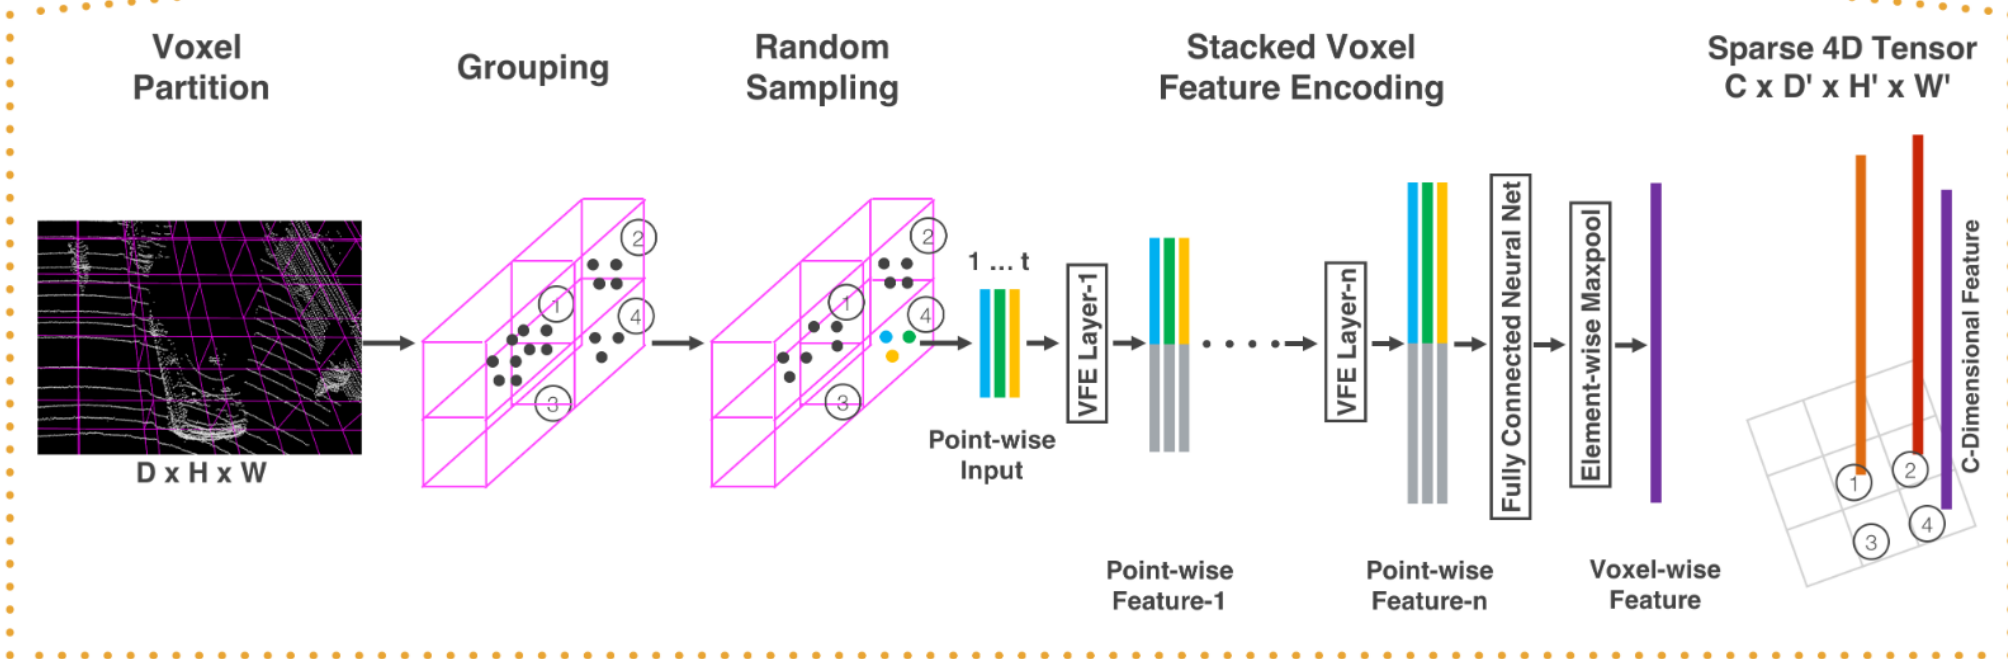 Voxel
Partition
Grouping
Random
Sampling
Stacked Voxel
Feature Encoding
Sparse 4D Tensor
C x D' x H' x W'
D x H x W
1
2
3
4
1
2
3
4
1 ... t
Point-wise
Input
VFE Layer-1
Point-wise
Feature-1
VFE Layer-n
Point-wise
Feature-n
Fully Connected Neural Net
Element-wise Maxpool
Voxel-wise
Feature
C-Dimensional Feature
1
2
3
4